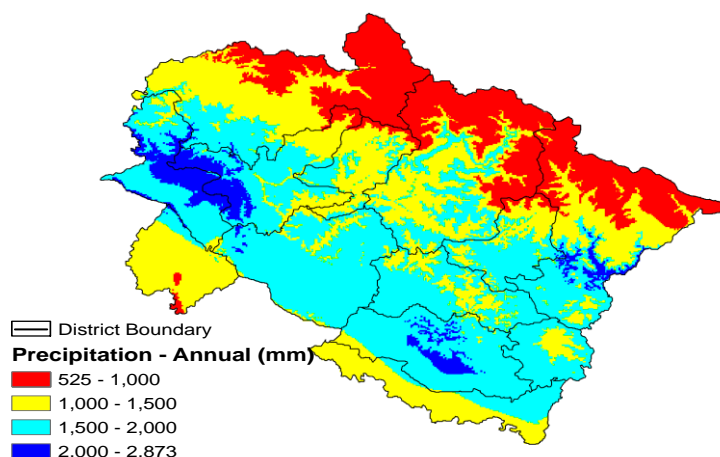 District Boundary
Precipitation - Annual (mm)
525 - 1,000
1,000 - 1,500
1,500 - 2,000
2,000 - 2,873